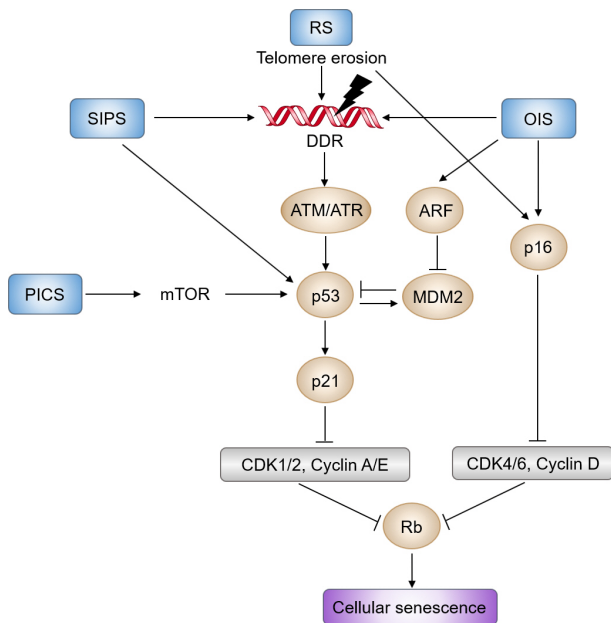 RS
Telomere erosion
SIPS
OIS
DDR
ATM/ATR
ARF
p16
PICS
mTOR
p53
MDM2
p21
CDK1/2, Cyclin A/E
CDK4/6, Cyclin D
Rb
Cellular senescence